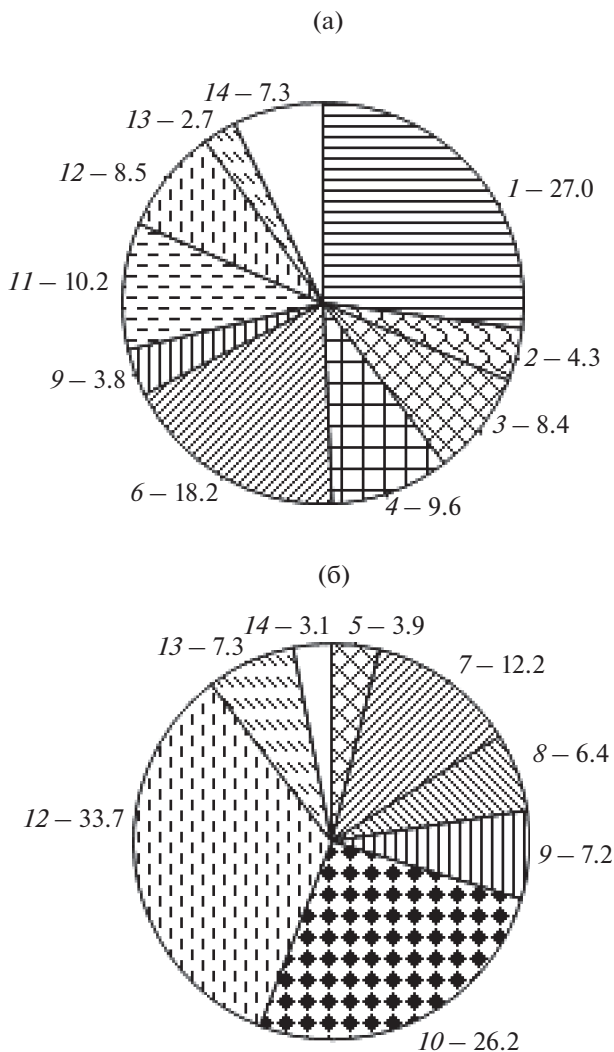 (а)
14 – 7.3
13 – 2.7
12 – 8.5
1 – 27.0
11 – 10.2
2 – 4.3
9 – 3.8
3 – 8.4
6 – 18.2
4 – 9.6
(б)
14 – 3.1
5 – 3.9
13 – 7.3
7 – 12.2
8 – 6.4
12 – 33.7
9 – 7.2
10 – 26.2